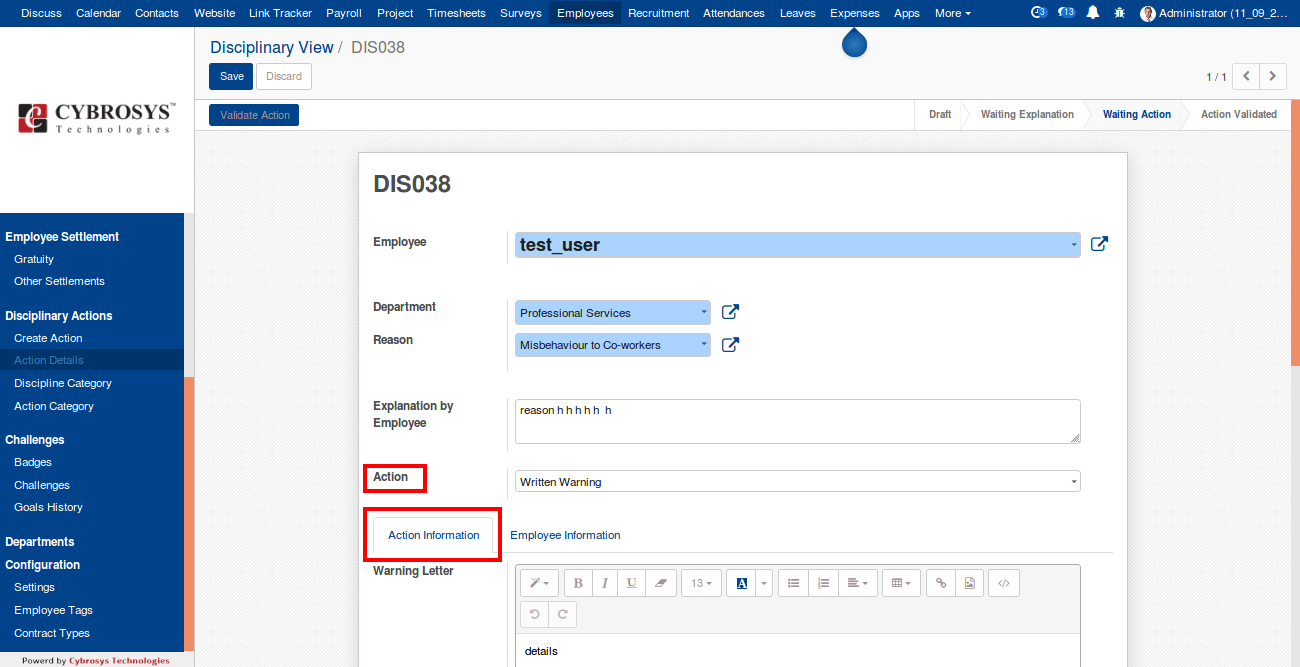 Discuss Calendar Contacts Website Link Tracker Payroll Project Timesheets Surveys Employees Recruitment Attendances Leaves Expenses Apps More 3 13 Administrator (11_09_2...
Disciplinary View / DIS038
Save Discard
1 / 1
CYBROSYS™
Technologies
Validate Action
Draft Waiting Explanation Waiting Action Action Validated
DIS038
Employee Settlement
Gratuity
Other Settlements
Disciplinary Actions
Create Action
Action Details
Discipline Category
Action Category
Challenges
Badges
Challenges
Goals History
Departments
Configuration
Settings
Employee Tags
Contract Types
Powerd by Cybrosys Technologies
Employee test_user
Department Professional Services
Reason Misbehaviour to Co-workers
Explanation by
Employee
reason h h h h h h
Action Written Warning
Action Information Employee Information
Warning Letter
B I U 13 A
details